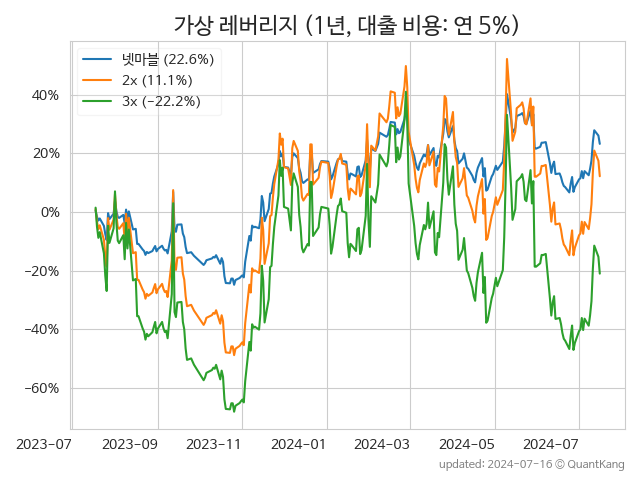 가상 레버리지 (1년, 대출 비용: 연 5%)
넷마블 (22.6%)
2x (11.1%)
3x (−22.2%)
40%
20%
0%
−20%
−40%
−60%
2023-07 2023-09 2023-11 2024-01 2024-03 2024-05 2024-07
updated: 2024-07-16 © QuantKang